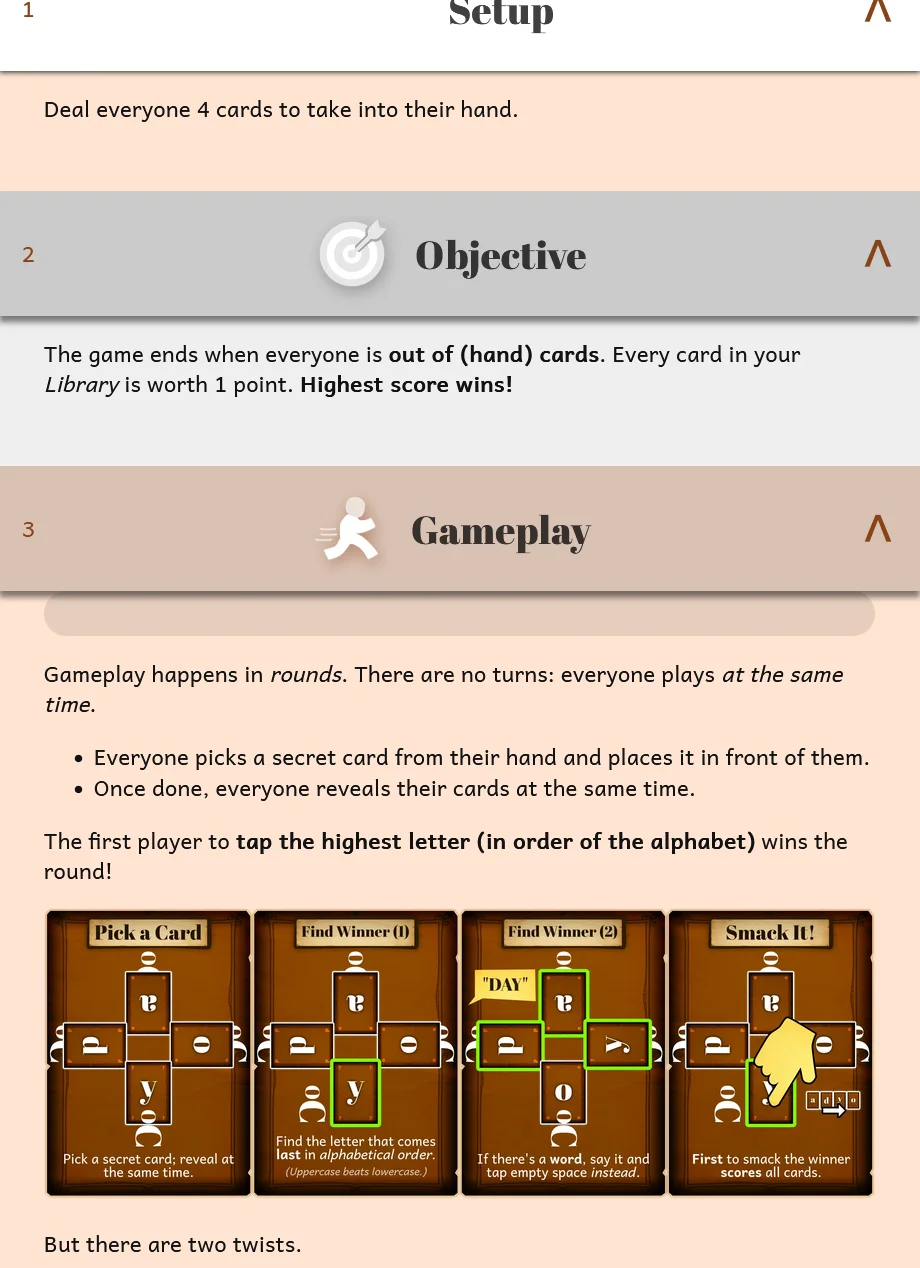 1
Setup
Λ
Deal everyone 4 cards to take into their hand.
2
Objective
Λ
The game ends when everyone is out of (hand) cards. Every card in your
Library is worth 1 point. Highest score wins!
3
Gameplay
Λ
Gameplay happens in rounds. There are no turns: everyone plays at the same
time.
• Everyone picks a secret card from their hand and places it in front of them.
• Once done, everyone reveals their cards at the same time.
The first player to tap the highest letter (in order of the alphabet) wins the
round!
Pick a Card
a
d
o
y
Pick a secret card; reveal at
the same time.
Find Winner (1)
a
d
o
y
Find the letter that comes
last in alphabetical order.
(Uppercase beats lowercase.)
Find Winner (2)
"DAY"
a
d
y
o
If there's a word, say it and
tap empty space instead.
Smack It!
a
d
o
y
a d y o
First to smack the winner
scores all cards.
But there are two twists.